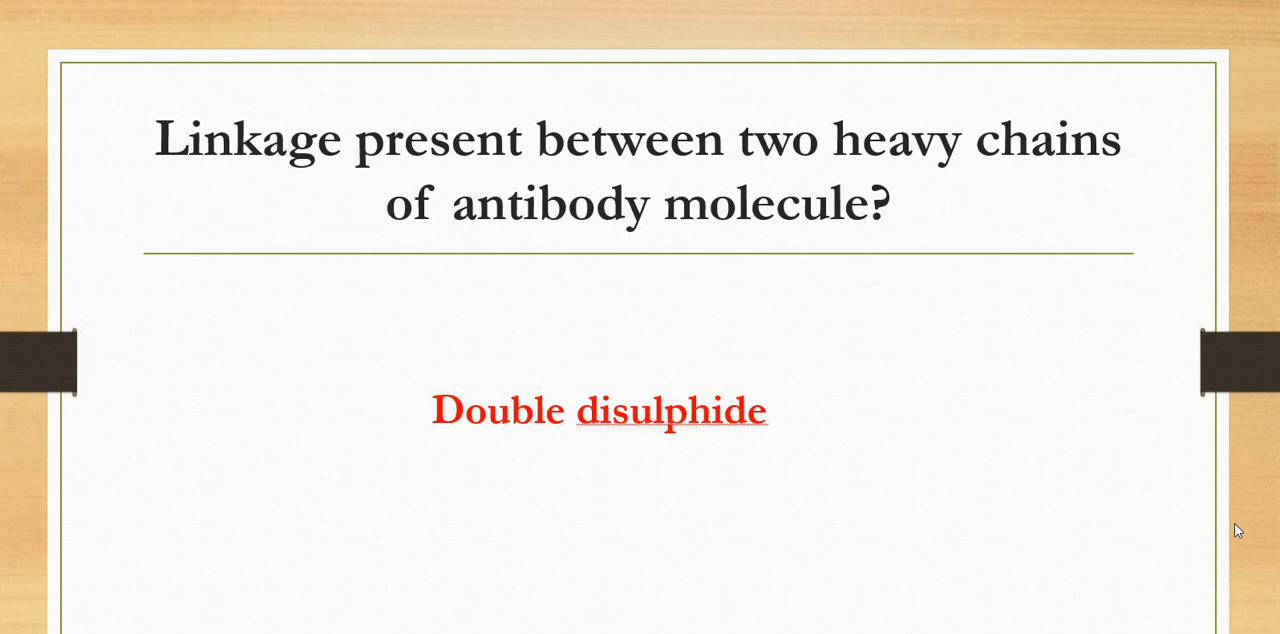 Linkage present between two heavy chains
of antibody molecule?
Double disulphide